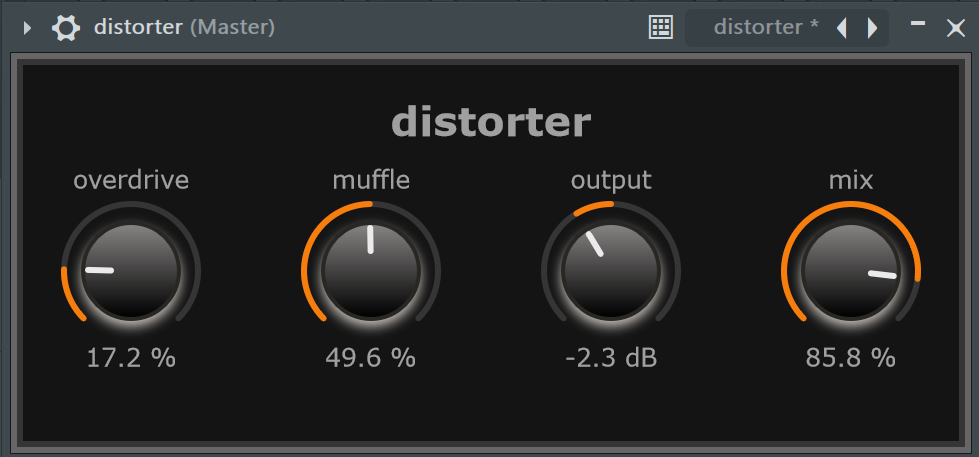 distorter (Master)
distorter *
distorter
overdrive
muffle
output
mix
17.2 %
49.6 %
-2.3 dB
85.8 %